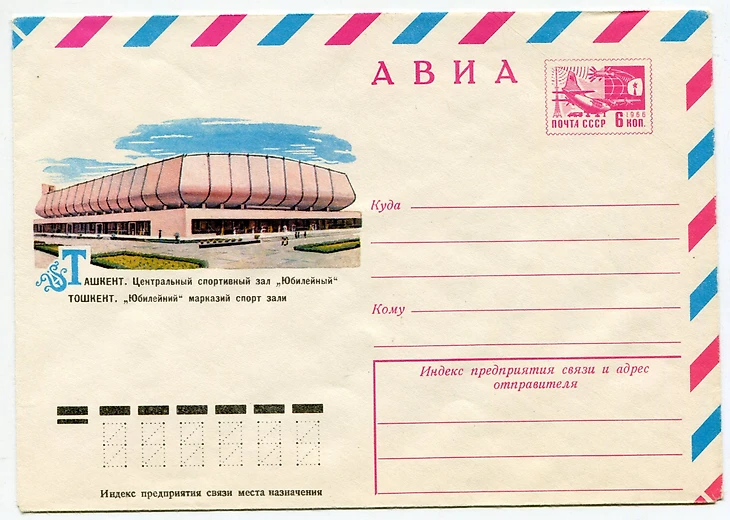 АВИА
ПОЧТА СССР 1966 6 КОП.
Куда
ТАШКЕНТ. Центральный спортивный зал „Юбилейный"
ТОШКЕНТ. „Юбилейний" марказий спорт зали
Кому
Индекс предприятия связи и адрес
отправителя
Индекс предприятия связи места назначения